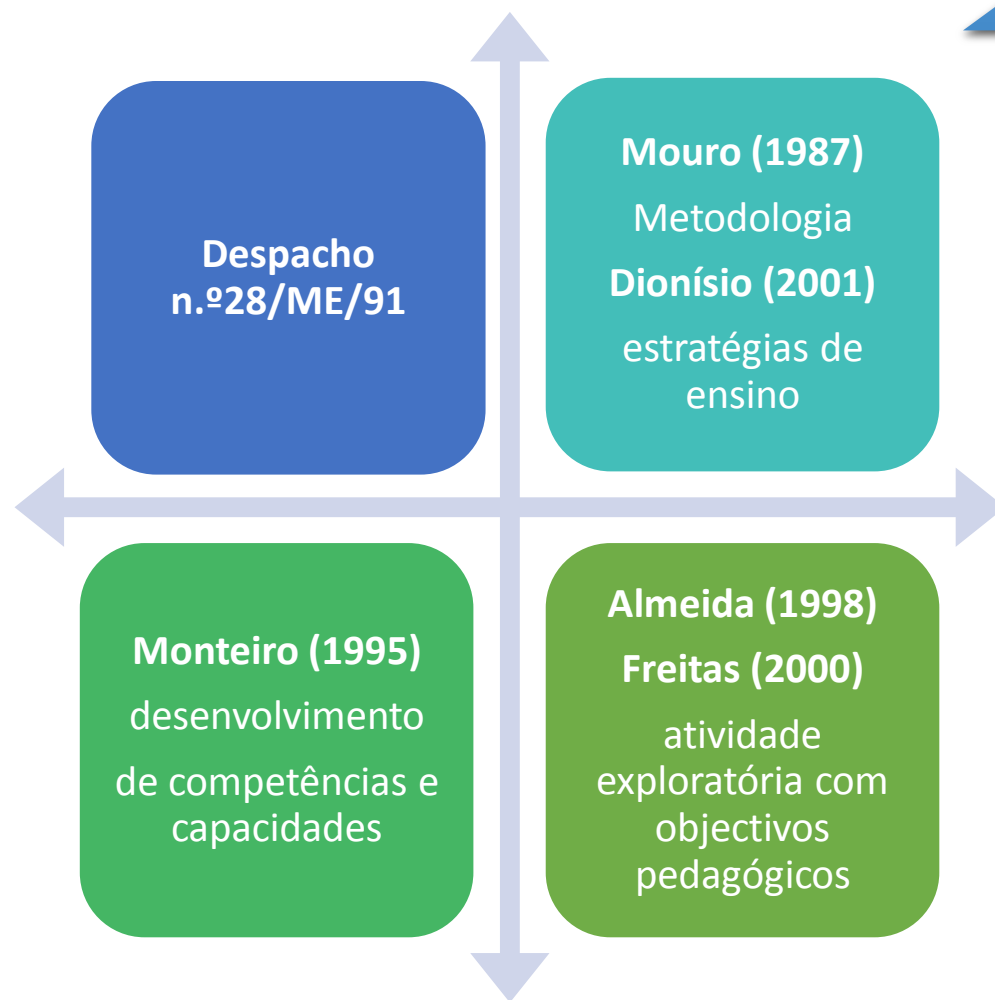 Despacho
n.º28/ME/91
Mouro (1987)
Metodologia
Dionísio (2001)
estratégias de
ensino
Monteiro (1995)
desenvolvimento
de competências e
capacidades
Almeida (1998)
Freitas (2000)
atividade
exploratória com
objectivos
pedagógicos